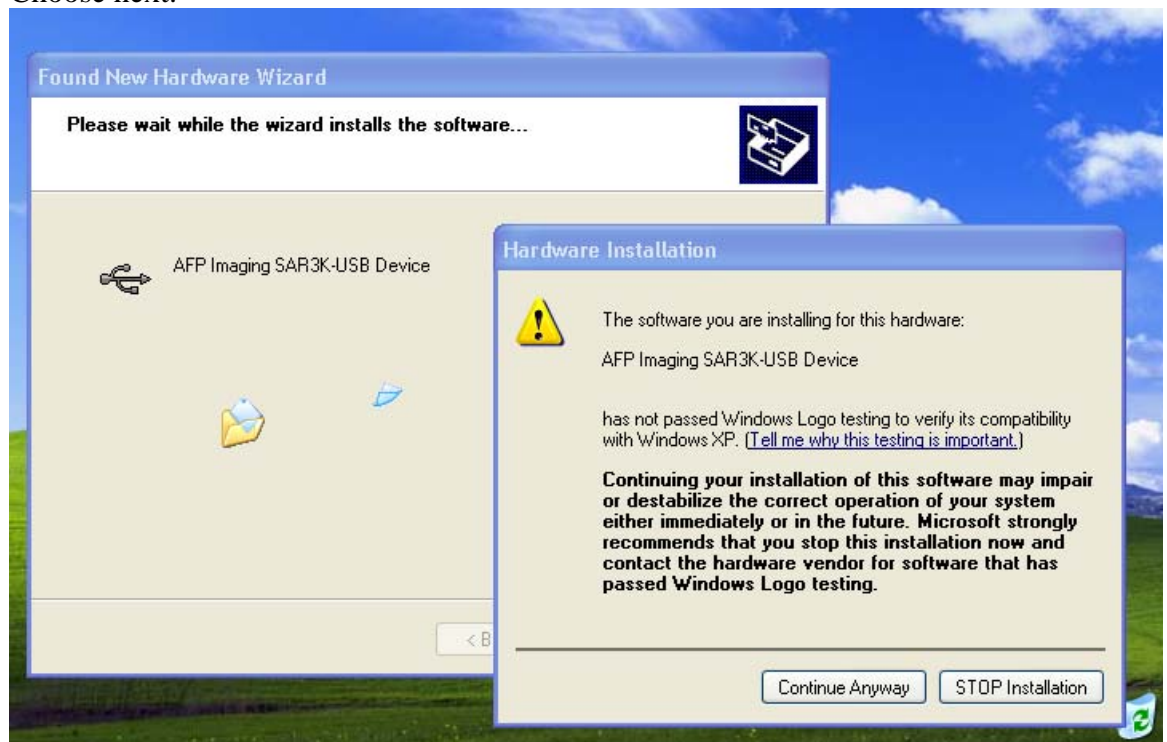 Found New Hardware Wizard
Please wait while the wizard installs the software...
AFP Imaging SAR3K-USB Device
< B
Hardware Installation
The software you are installing for this hardware:
AFP Imaging SAR3K-USB Device
has not passed Windows Logo testing to verify its compatibility
with Windows XP. (Tell me why this testing is important.)
Continuing your installation of this software may impair
or destabilize the correct operation of your system
either immediately or in the future. Microsoft strongly
recommends that you stop this installation now and
contact the hardware vendor for software that has
passed Windows Logo testing.
Continue Anyway
STOP Installation